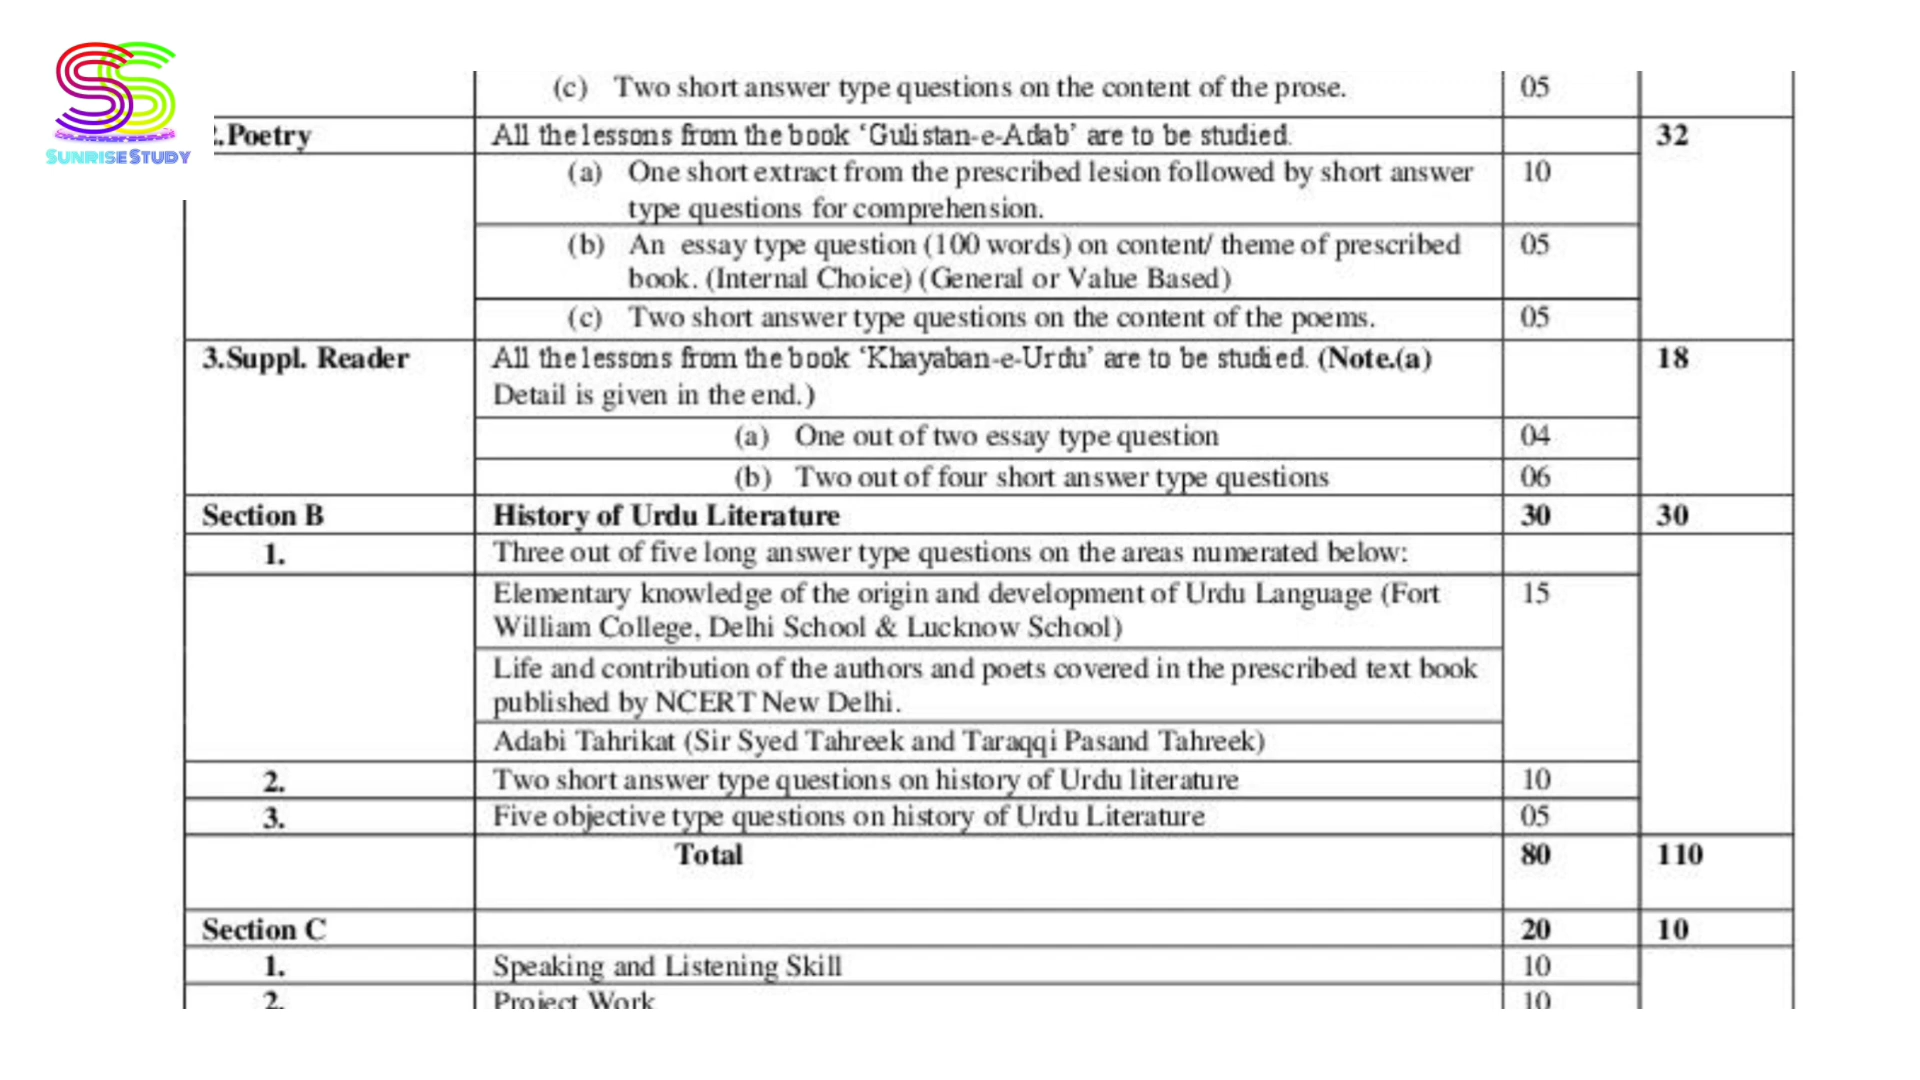 SUNRISESTUDY
(c) Two short answer type questions on the content of the prose. 05
.Poetry All the lessons from the book ‘Gulistan-e-Adab’ are to be studied. 32
(a) One short extract from the prescribed lesion followed by short answer 10
type questions for comprehension.
(b) An essay type question (100 words) on content/ theme of prescribed 05
book. (Internal Choice) (General or Value Based)
(c) Two short answer type questions on the content of the poems. 05
3.Suppl. Reader All the lessons from the book ‘Khayaban-e-Urdu’ are to be studied. (Note.(a) 18
Detail is given in the end.)
(a) One out of two essay type question 04
(b) Two out of four short answer type questions 06
Section B History of Urdu Literature 30 30
1. Three out of five long answer type questions on the areas numerated below:
Elementary knowledge of the origin and development of Urdu Language (Fort 15
William College, Delhi School & Lucknow School)
Life and contribution of the authors and poets covered in the prescribed text book
published by NCERT New Delhi.
Adabi Tahrikat (Sir Syed Tahreek and Taraqqi Pasand Tahreek)
2. Two short answer type questions on history of Urdu literature 10
3. Five objective type questions on history of Urdu Literature 05
Total 80 110
Section C 20 10
1. Speaking and Listening Skill 10
2. Project Work 10